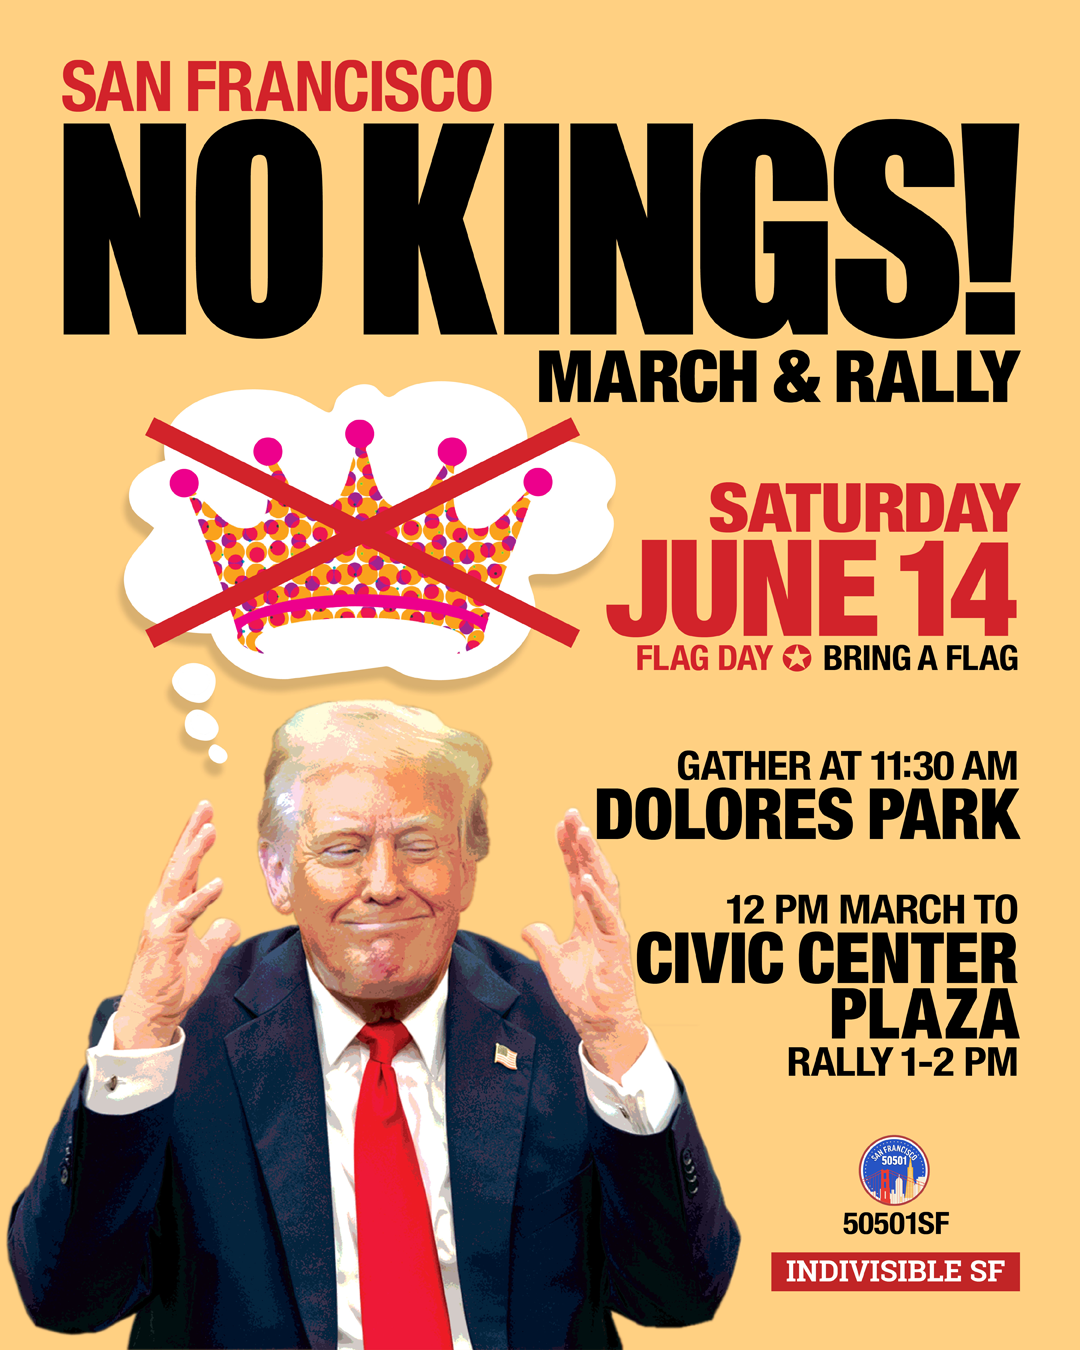 SAN FRANCISCO
NO KINGS!
MARCH & RALLY
SATURDAY
JUNE 14
FLAG DAY ✪ BRING A FLAG
GATHER AT 11:30 AM
DOLORES PARK
12 PM MARCH TO
CIVIC CENTER
PLAZA
RALLY 1-2 PM
SAN FRANCISCO
50501
50501SF
INDIVISIBLE SF